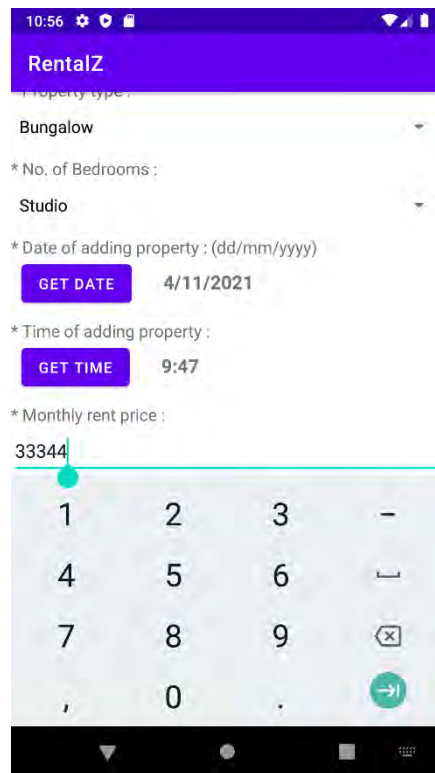 10:56
RentalZ
* Property type :
Bungalow
* No. of Bedrooms :
Studio
* Date of adding property : (dd/mm/yyyy)
GET DATE 4/11/2021
* Time of adding property :
GET TIME 9:47
* Monthly rent price :
33344
1 2 3 -
4 5 6
7 8 9
, 0 .